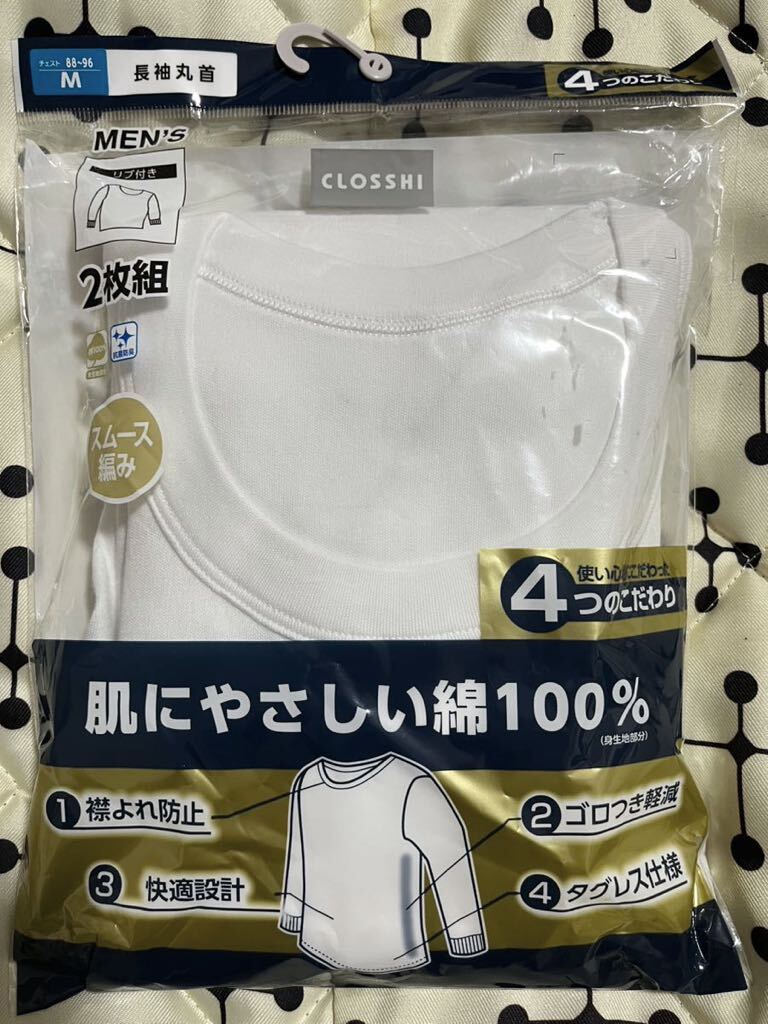 チェスト 88~96
M
長袖丸首
4つのこだわり
MEN'S
リブ付き
CLOSSHI
2枚組
綿100%
抗菌防臭
スムース
編み
使い心地にこだわった
4つのこだわり
肌にやさしい綿100%
(身生地部分)
1 襟よれ防止
2 ゴロつき軽減
3 快適設計
4 タグレス仕様